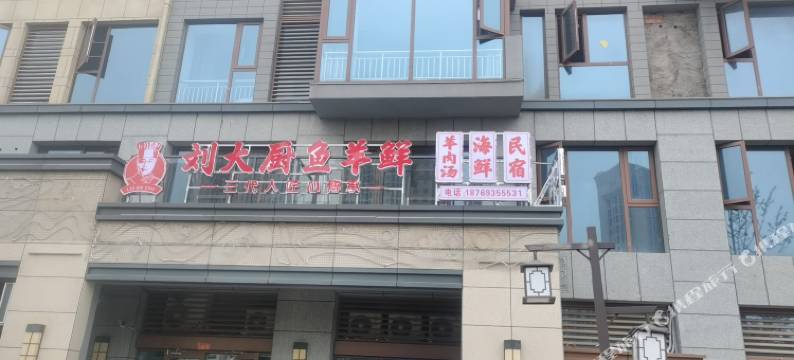 刘大厨鱼羊鲜
三代人匠心传承
羊肉汤
海鲜
民宿
电话 18769355531